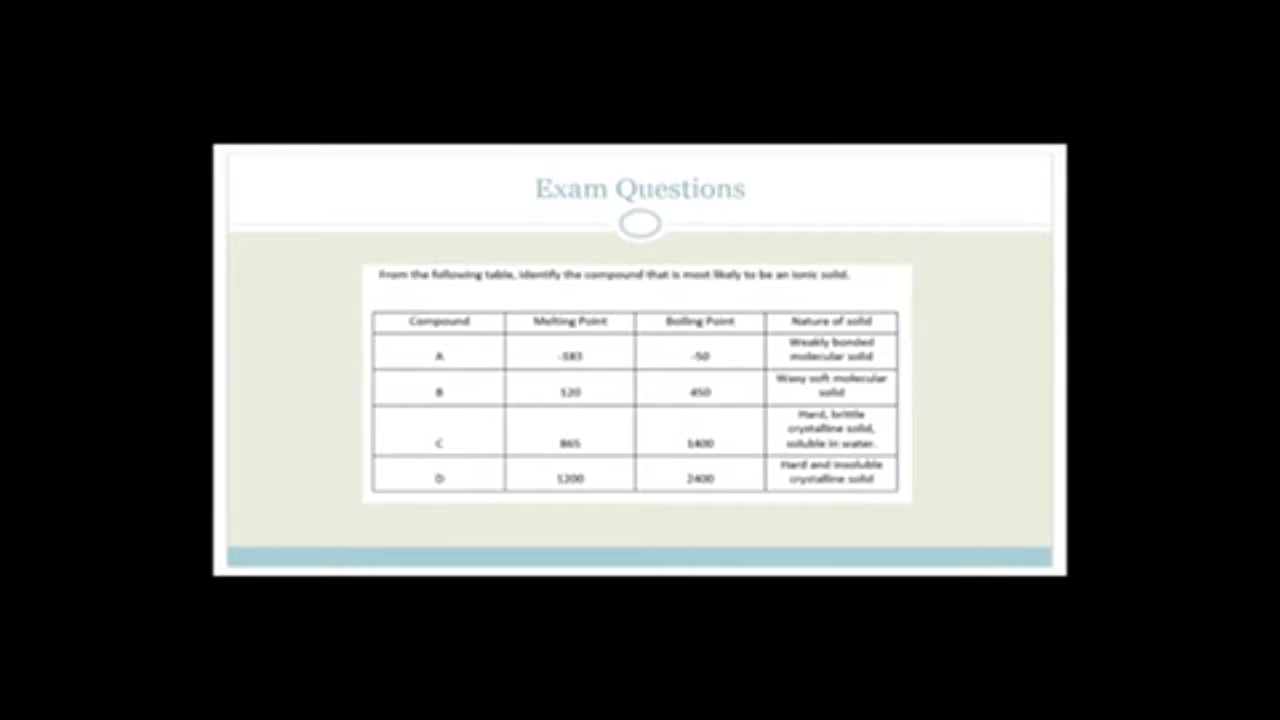 Exam Questions
From the following table, identify the compound that is most likely to be an ionic solid.
Compound Melting Point Boiling Point Nature of solid
Weakly bonded
A -50 molecular solid
Waxy soft molecular
B 120 450 solid
Hard, brittle
crystalline solid,
C 865 1400 soluble in water.
Hard and insoluble
D 1200 2400 crystalline solid